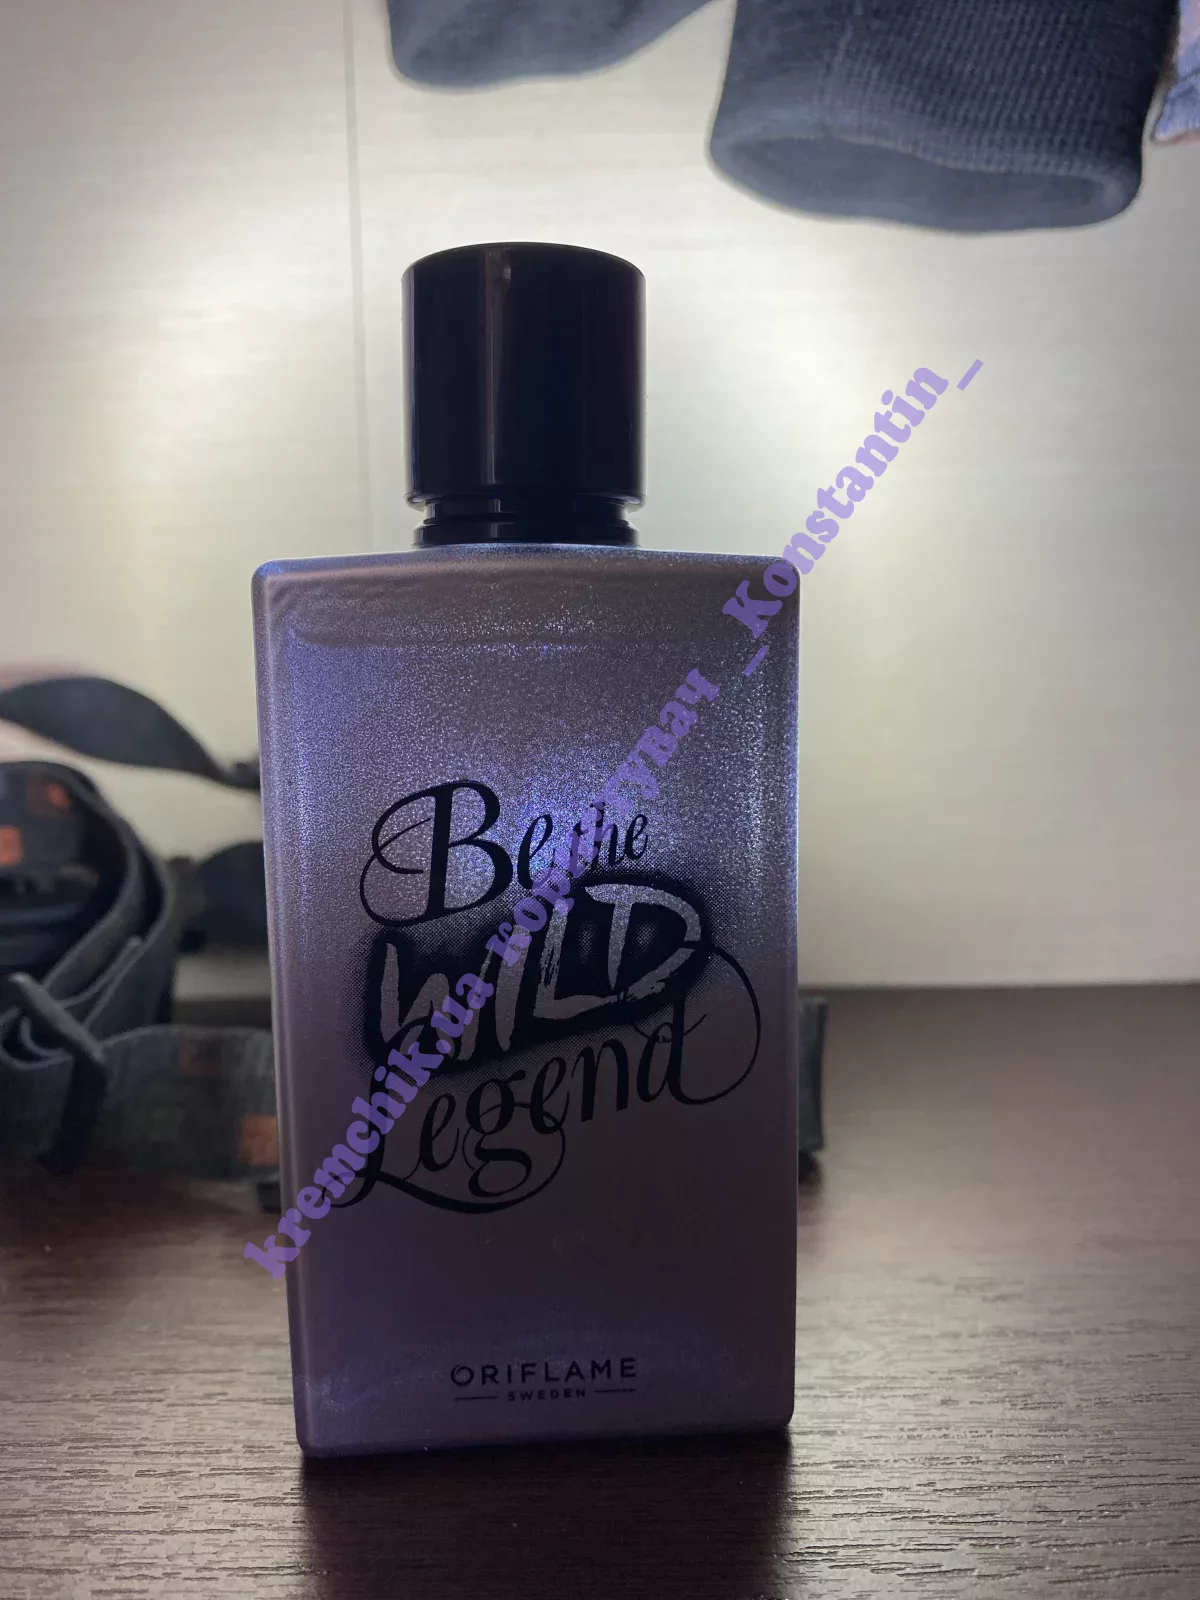 Be the
WILD
Legend
ORIFLAME
SWEDEN
kremchik.ua користувач _Konstantin_